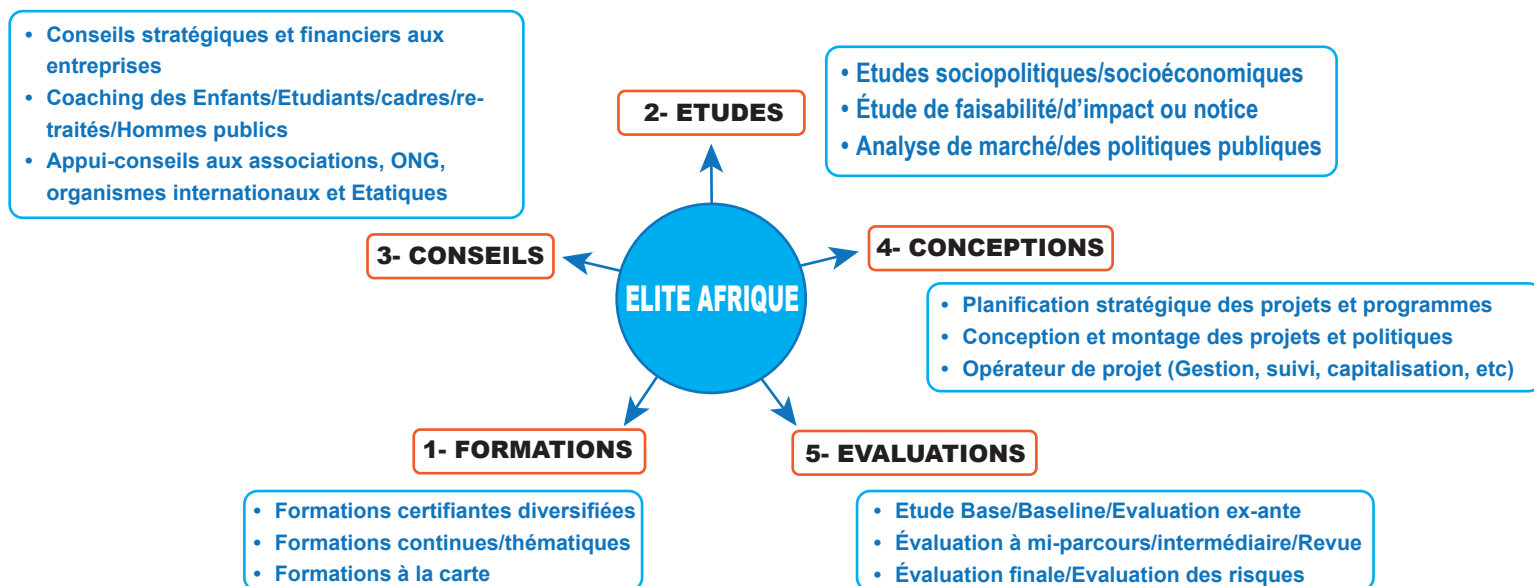 • Conseils stratégiques et financiers aux
entreprises
• Coaching des Enfants/Etudiants/cadres/re-
traités/Hommes publics
• Appui-conseils aux associations, ONG,
organismes internationaux et Etatiques
2- ETUDES
• Etudes sociopolitiques/socioéconomiques
• Étude de faisabilité/d'impact ou notice
• Analyse de marché/des politiques publiques
3- CONSEILS
ELITE AFRIQUE
4- CONCEPTIONS
• Planification stratégique des projets et programmes
• Conception et montage des projets et politiques
• Opérateur de projet (Gestion, suivi, capitalisation, etc)
1- FORMATIONS
• Formations certifiantes diversifiées
• Formations continues/thématiques
• Formations à la carte
5- EVALUATIONS
• Etude Base/Baseline/Evaluation ex-ante
• Évaluation à mi-parcours/intermédiaire/Revue
• Évaluation finale/Evaluation des risques